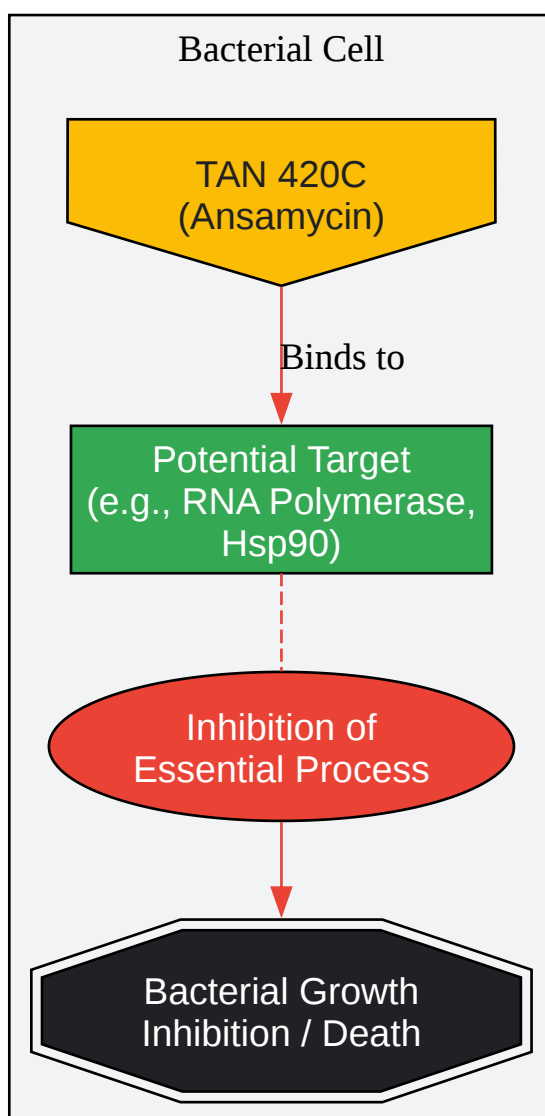 Bacterial Cell
TAN 420C
(Ansamycin)
Binds to
Potential Target
(e.g., RNA Polymerase,
Hsp90)
Inhibition of
Essential Process
Bacterial Growth
Inhibition / Death